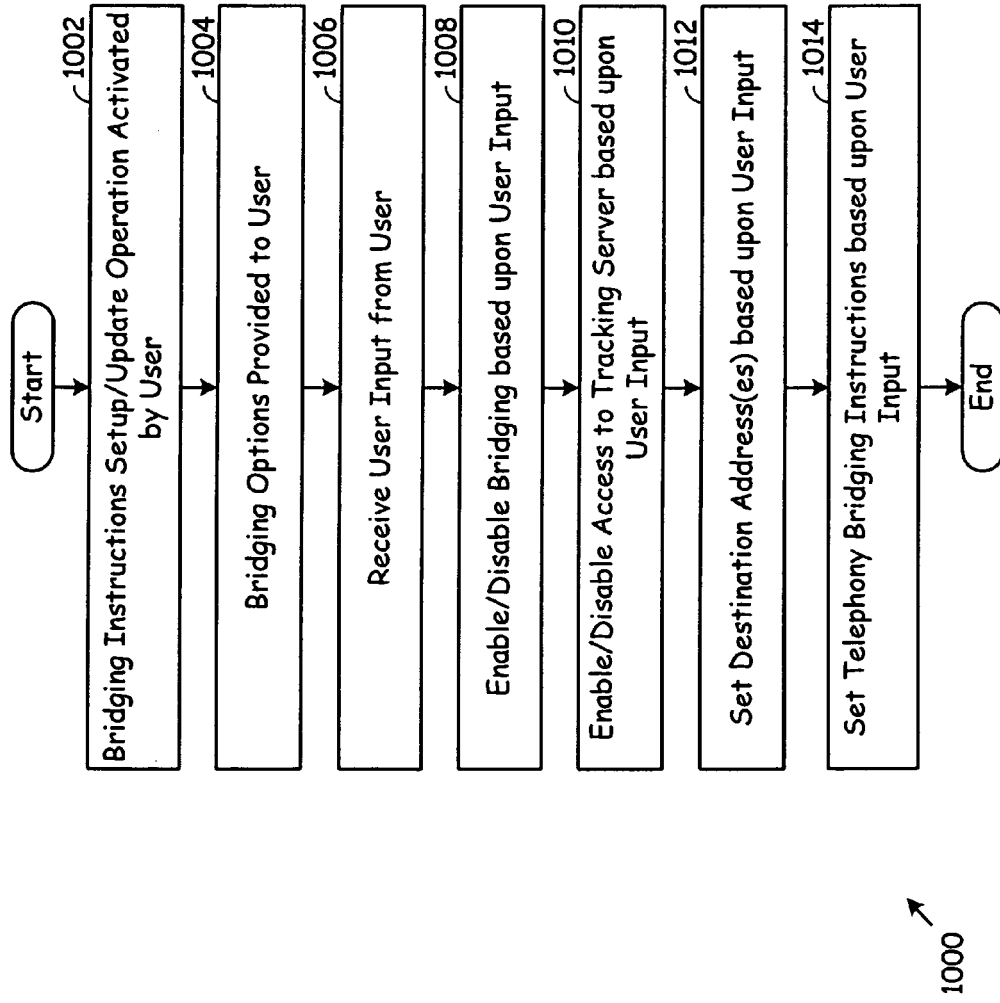 Start
1002
Bridging Instructions Setup/Update Operation Activated
by User
1004
Bridging Options Provided to User
1006
Receive User Input from User
1008
Enable/Disable Bridging based upon User Input
1010
Enable/Disable Access to Tracking Server based upon
User Input
1012
Set Destination Address(es) based upon User Input
1014
Set Telephony Bridging Instructions based upon User
Input
End
1000